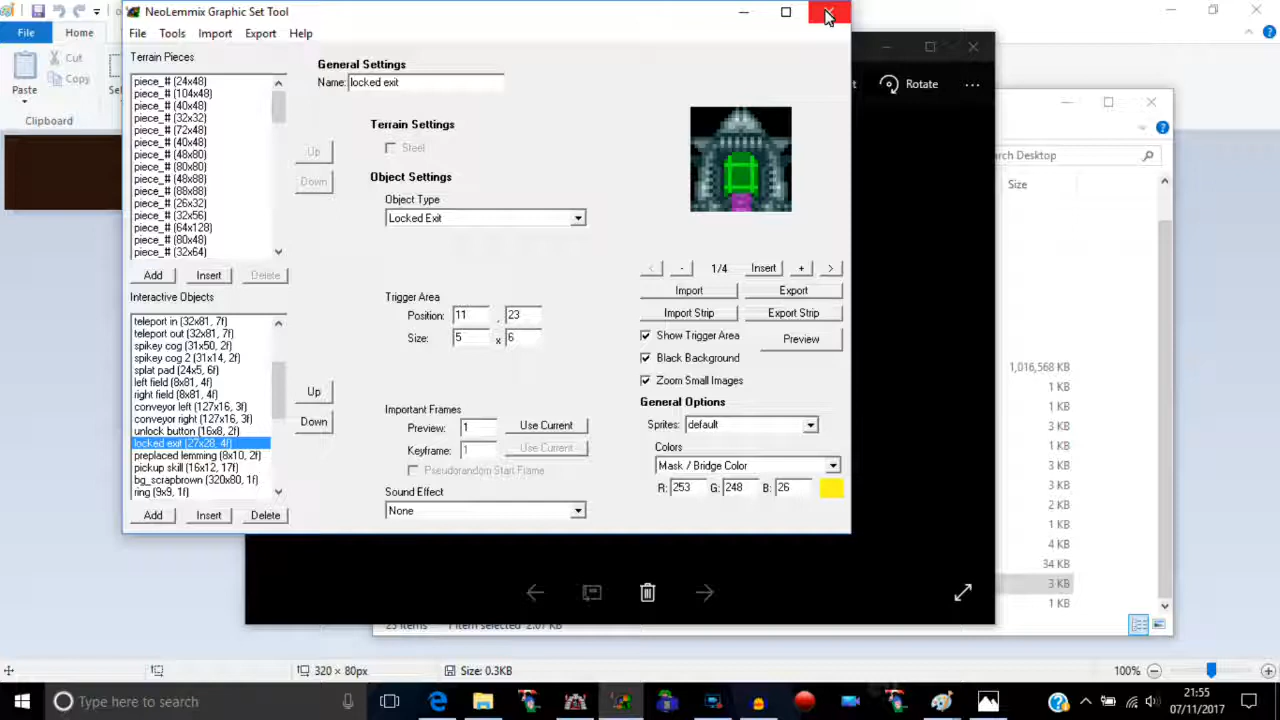 NeoLemmix Graphic Set Tool
File Tools Import Export Help
Terrain Pieces
piece_# (24x48)
piece_# (104x48)
piece_# (40x48)
piece_# (32x32)
piece_# (72x48)
piece_# (40x48)
piece_# (48x80)
piece_# (80x80)
piece_# (48x88)
piece_# (88x88)
piece_# (26x32)
piece_# (32x56)
piece_# (64x128)
piece_# (80x48)
piece_# (32x64)
Up
Down
Add Insert Delete
Interactive Objects
teleport in (32x81, 7f)
teleport out (32x81, 7f)
spikey cog (31x50, 2f)
spikey cog 2 (31x14, 2f)
splat pad (24x5, 6f)
left field (8x81, 4f)
right field (8x81, 4f)
conveyor left (127x16, 3f)
conveyor right (127x16, 3f)
unlock button (16x8, 2f)
locked exit (27x28, 4f)
preplaced lemming (8x10, 2f)
pickup skill (16x12, 17f)
bg_scrapbrown (320x80, 1f)
ring (9x9, 1f)
Up
Down
Add Insert Delete
General Settings
Name: locked exit
Terrain Settings
Steel
Object Settings
Object Type
Locked Exit
Trigger Area
Position: 11 , 23
Size: 5 x 6
Important Frames
Preview: 1 Use Current
Keyframe: 1 Use Current
Pseudorandom Start Frame
Sound Effect
None
< - 1/4 Insert + >
Import Export
Import Strip Export Strip
Show Trigger Area
Preview
Black Background
Zoom Small Images
General Options
Sprites: default
Colors
Mask / Bridge Color
R: 253 G: 248 B: 26
File Home
Paste
Cut
Copy
Clipboard
Rotate
Desktop
Size
1,016,568 KB
1 KB
1 KB
1 KB
3 KB
3 KB
3 KB
3 KB
2 KB
1 KB
4 KB
34 KB
3 KB
1 KB
320 × 80px
Size: 0.3KB
100%
Type here to search
21:55
07/11/2017